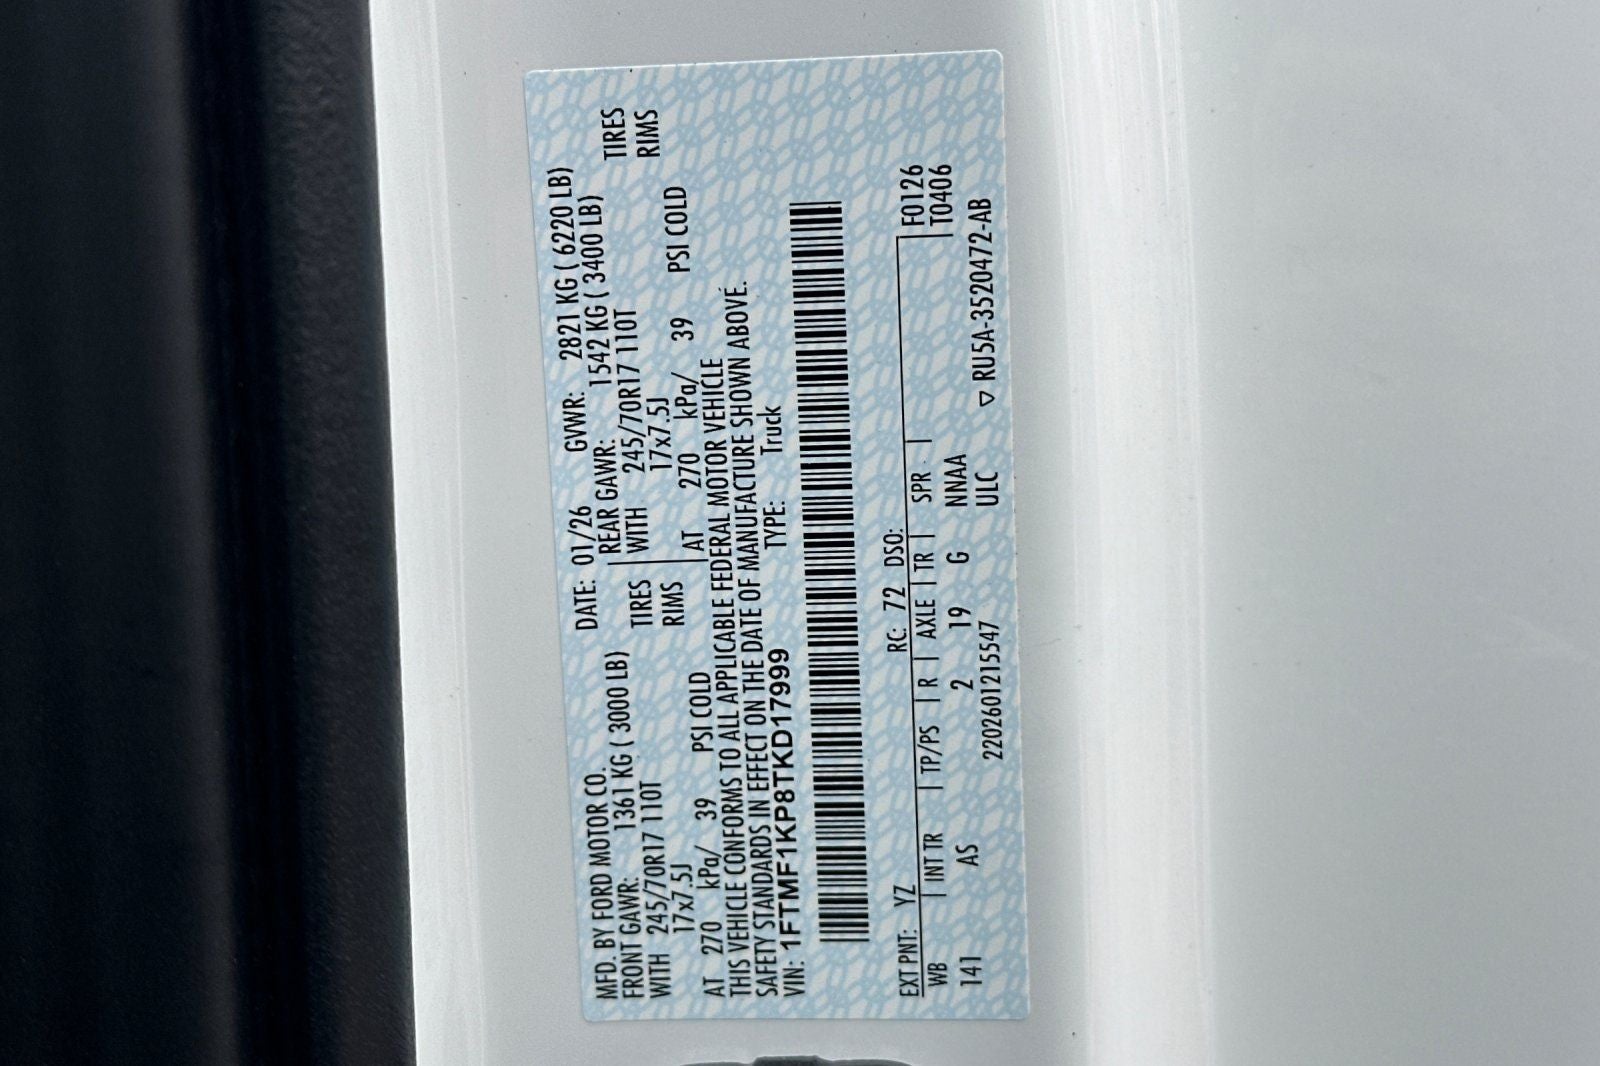 MFD. BY FORD MOTOR CO. DATE: 01/26 GVWR: 2821 KG ( 6220 LB)
FRONT GAWR: 1361 KG ( 3000 LB) REAR GAWR: 1542 KG ( 3400 LB)
WITH 245/70R17 110T TIRES WITH 245/70R17 110T TIRES
17x7.5J RIMS 17x7.5J RIMS
AT 270 kPa/ 39 PSI COLD AT 270 kPa/ 39 PSI COLD
THIS VEHICLE CONFORMS TO ALL APPLICABLE FEDERAL MOTOR VEHICLE
SAFETY STANDARDS IN EFFECT ON THE DATE OF MANUFACTURE SHOWN ABOVE.
VIN: 1FTMF1KP8TKD17999 TYPE: Truck
EXT PNT: YZ RC: 72 DSO: F0126
WB INT TR TP/PS R AXLE TR SPR T0406
141 AS 2 19 G NNAA
22026012155​47 ULC ▽ RU5A-3520472-AB